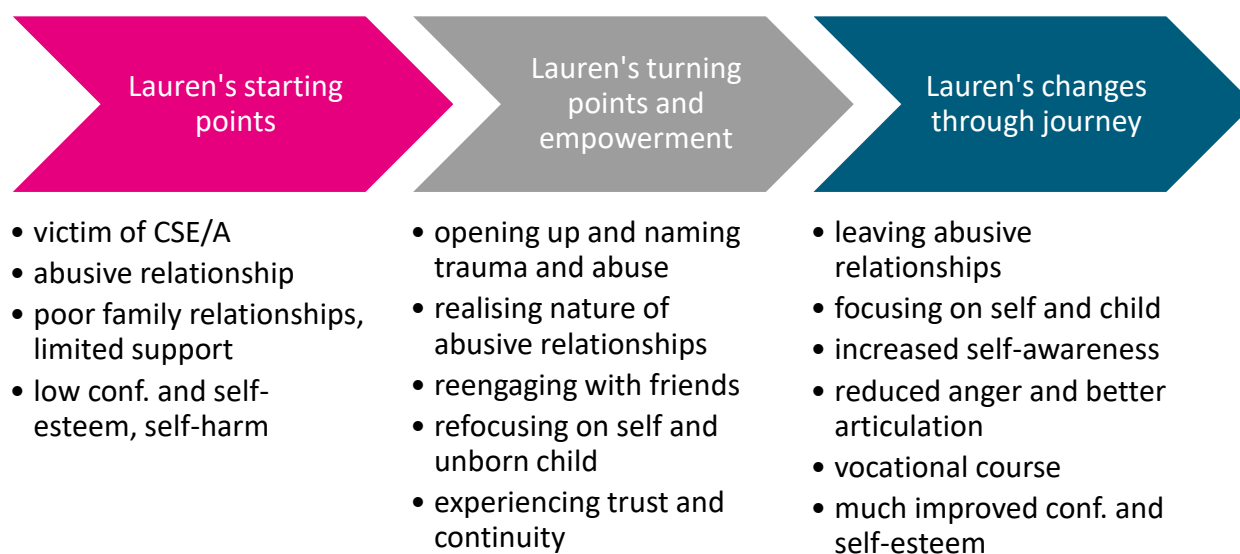 Lauren's starting
points
• victim of CSE/A
• abusive relationship
• poor family relationships,
limited support
• low conf. and self-
esteem, self-harm
Lauren's turning
points and
empowerment
• opening up and naming
trauma and abuse
• realising nature of
abusive relationships
• reengaging with friends
• refocusing on self and
unborn child
• experiencing trust and
continuity
Lauren's changes
through journey
• leaving abusive
relationships
• focusing on self and child
• increased self-awareness
• reduced anger and better
articulation
• vocational course
• much improved conf. and
self-esteem